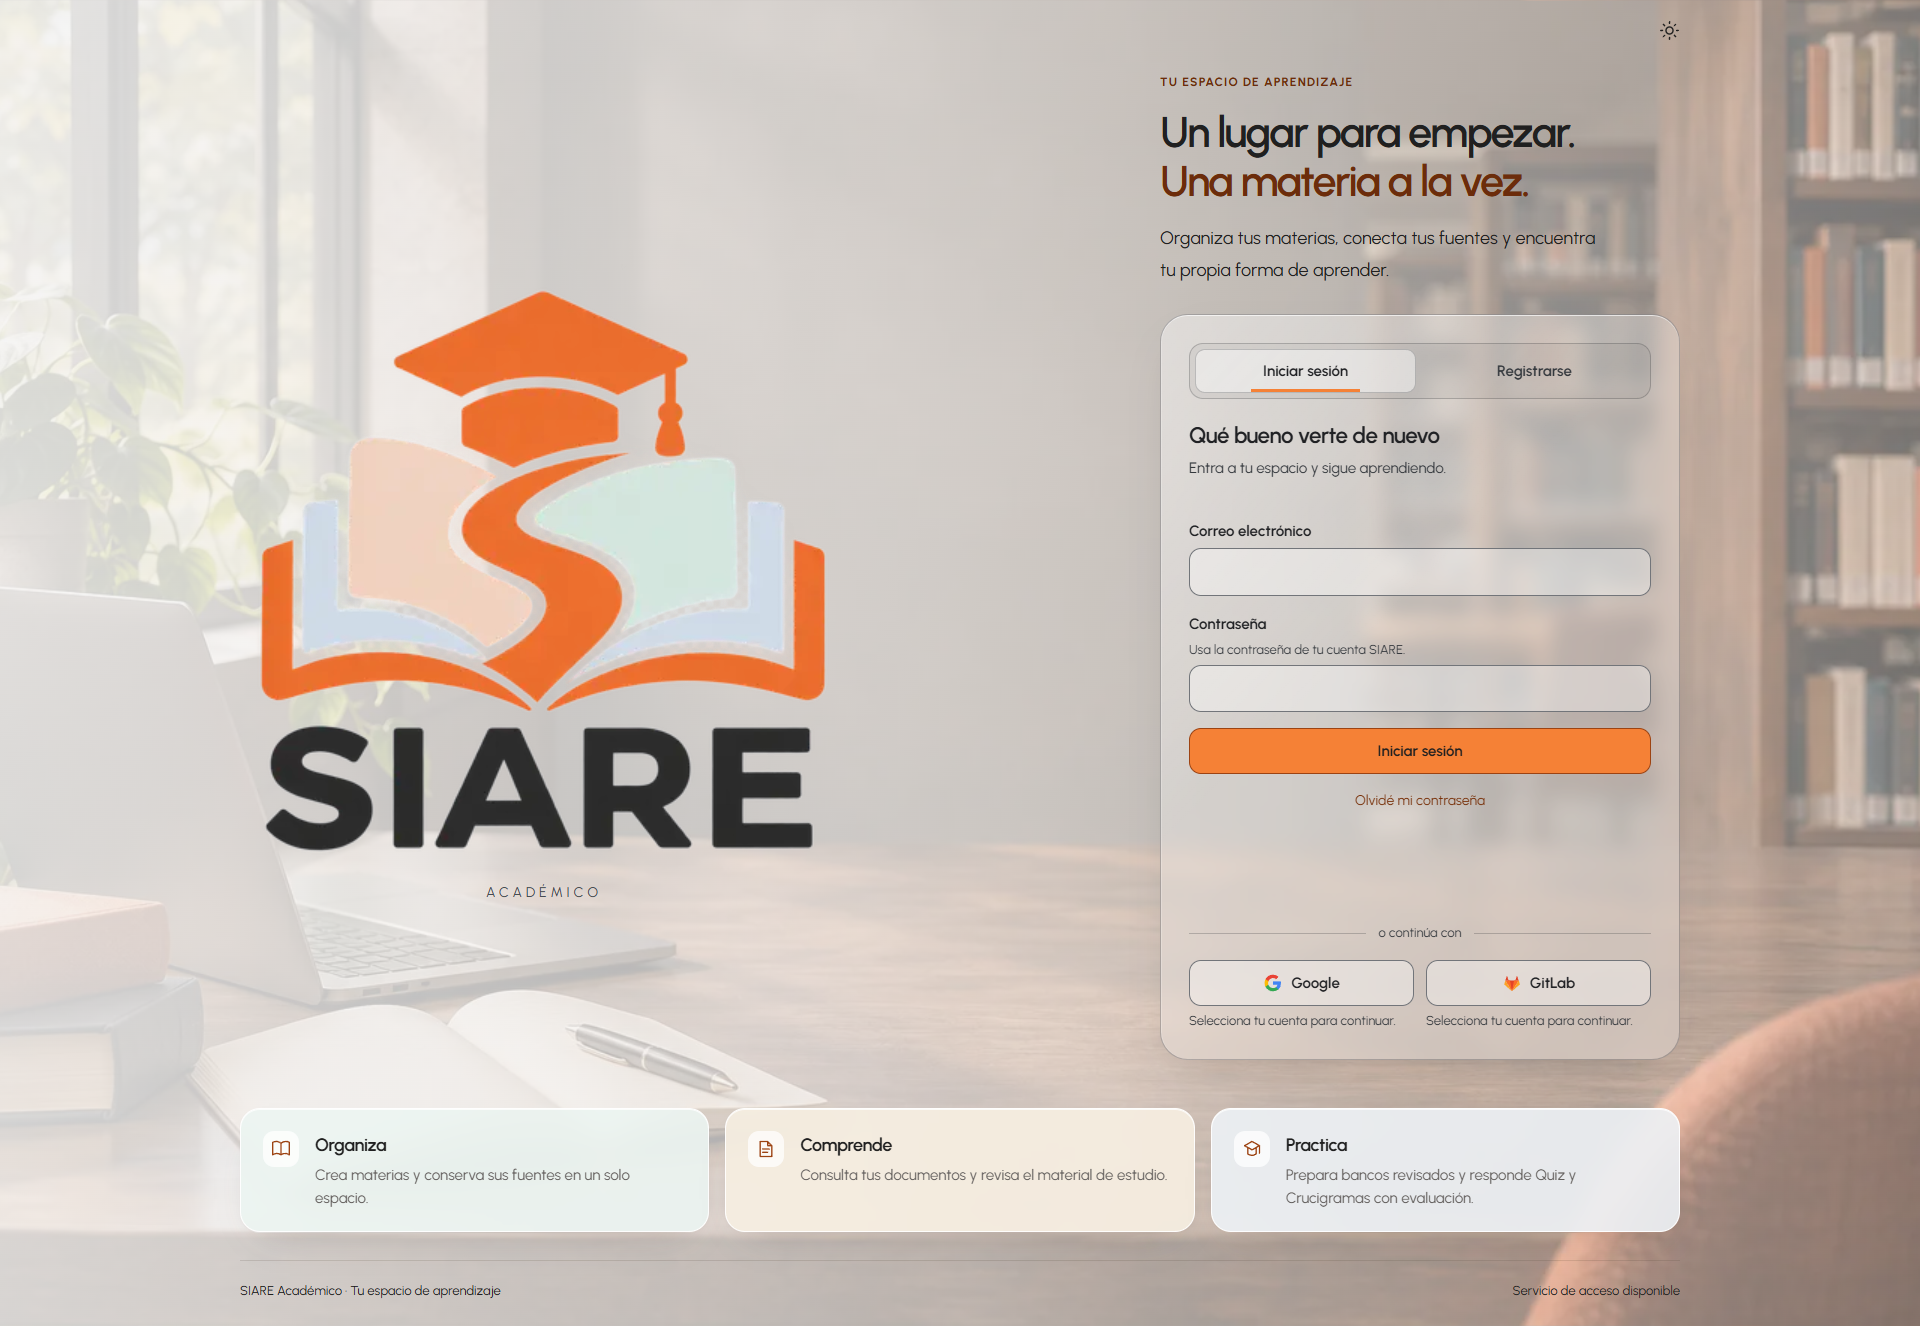 TU ESPACIO DE APRENDIZAJE
Un lugar para empezar.
Una materia a la vez.
Organiza tus materias, conecta tus fuentes y encuentra
tu propia forma de aprender.
SIARE
ACADÉMICO
Iniciar sesión
Registrarse
Qué bueno verte de nuevo
Entra a tu espacio y sigue aprendiendo.
Correo electrónico
Contraseña
Usa la contraseña de tu cuenta SIARE.
Iniciar sesión
Olvidé mi contraseña
o continúa con
Google
GitLab
Selecciona tu cuenta para continuar.
Selecciona tu cuenta para continuar.
Organiza
Crea materias y conserva sus fuentes en un solo
espacio.
Comprende
Consulta tus documentos y revisa el material de estudio.
Practica
Prepara bancos revisados y responde Quiz y
Crucigramas con evaluación.
SIARE Académico · Tu espacio de aprendizaje
Servicio de acceso disponible